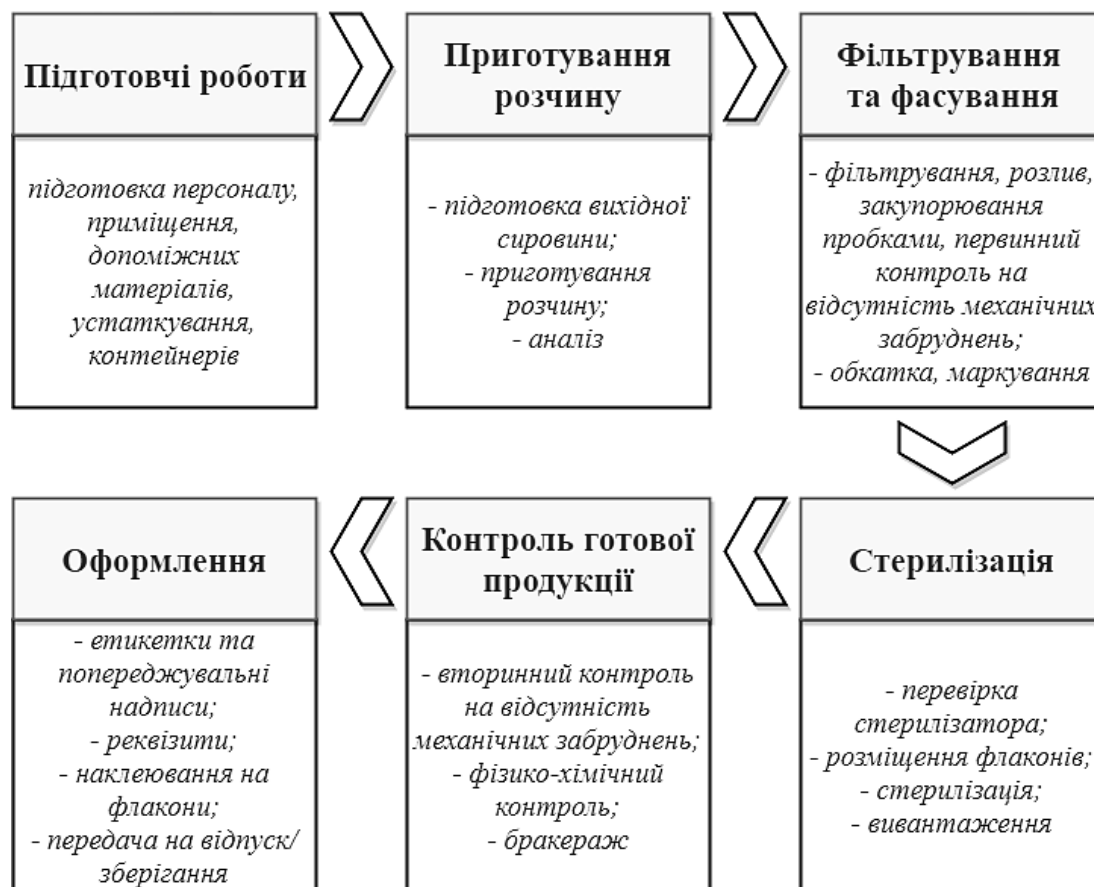 Підготовчі роботи
підготовка персоналу,
приміщення,
допоміжних
матеріалів,
устаткування,
контейнерів
Приготування
розчину
- підготовка вихідної
сировини;
- приготування
розчину;
- аналіз
Фільтрування
та фасування
- фільтрування, розлив,
закупорювання
пробками, первинний
контроль на
відсутність механічних
забруднень;
- обкатка, маркування
Стерилізація
- перевірка
стерилізатора;
- розміщення флаконів;
- стерилізація;
- вивантаження
Контроль готової
продукції
- вторинний контроль
на відсутність
механічних забруднень;
- фізико-хімічний
контроль;
- бракераж
Оформлення
- етикетки та
попереджувальні
надписи;
- реквізити;
- наклеювання на
флакони;
- передача на відпуск/
зберігання